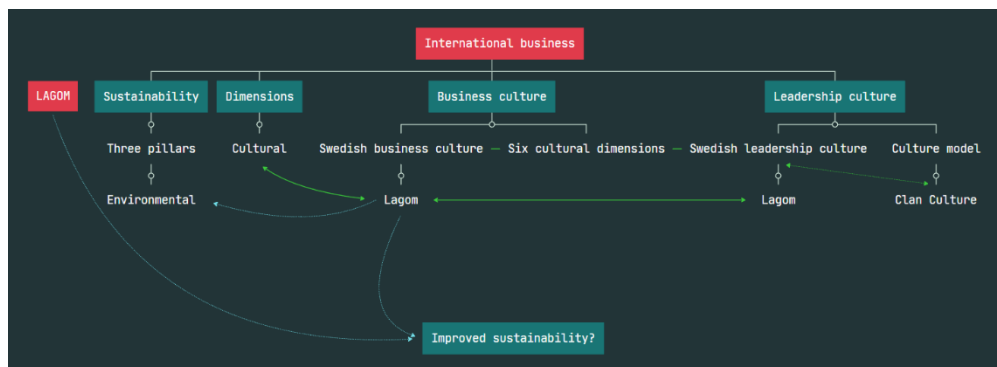 International business
LAGOM
Sustainability
Dimensions
Business culture
Leadership culture
Three pillars
Cultural
Swedish business culture
Six cultural dimensions
Swedish leadership culture
Culture model
Environmental
Lagom
Lagom
Clan Culture
Improved sustainability?